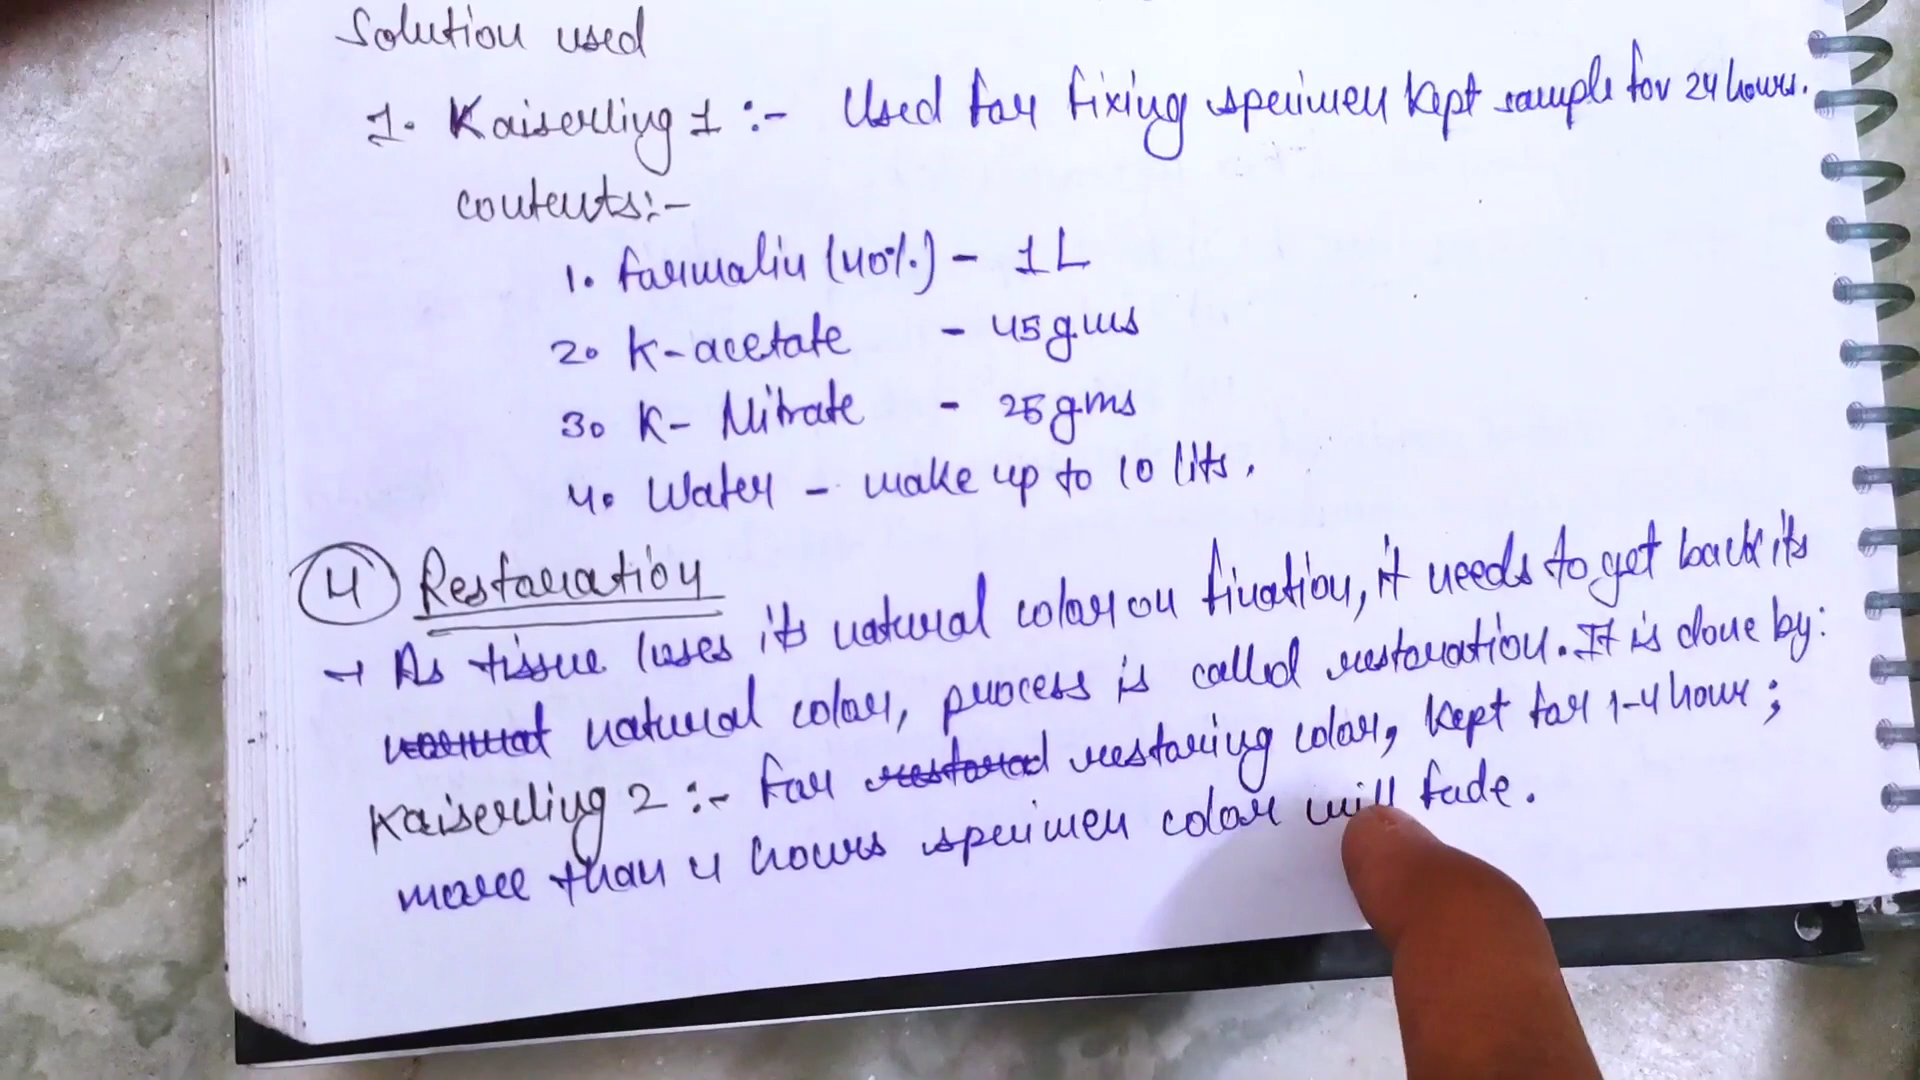 Solution used
1. Kaiserling 1 :- Used for fixing specimen kept sample for 24 hours.
contents:-
1. formalin (40%.) - 1 L
2. K-acetate - 45 gms
3. K- Nitrate - 25 gms
4. Water - make up to 10 lits.
4 Restoration
→ As tissue loses its natural color on fixation, it needs to get back its
normal natural color, process is called restoration. It is done by:
Kaiserling 2 :- For restored restoring color, kept for 1-4 hour;
more than 4 hours specimen color will fade.